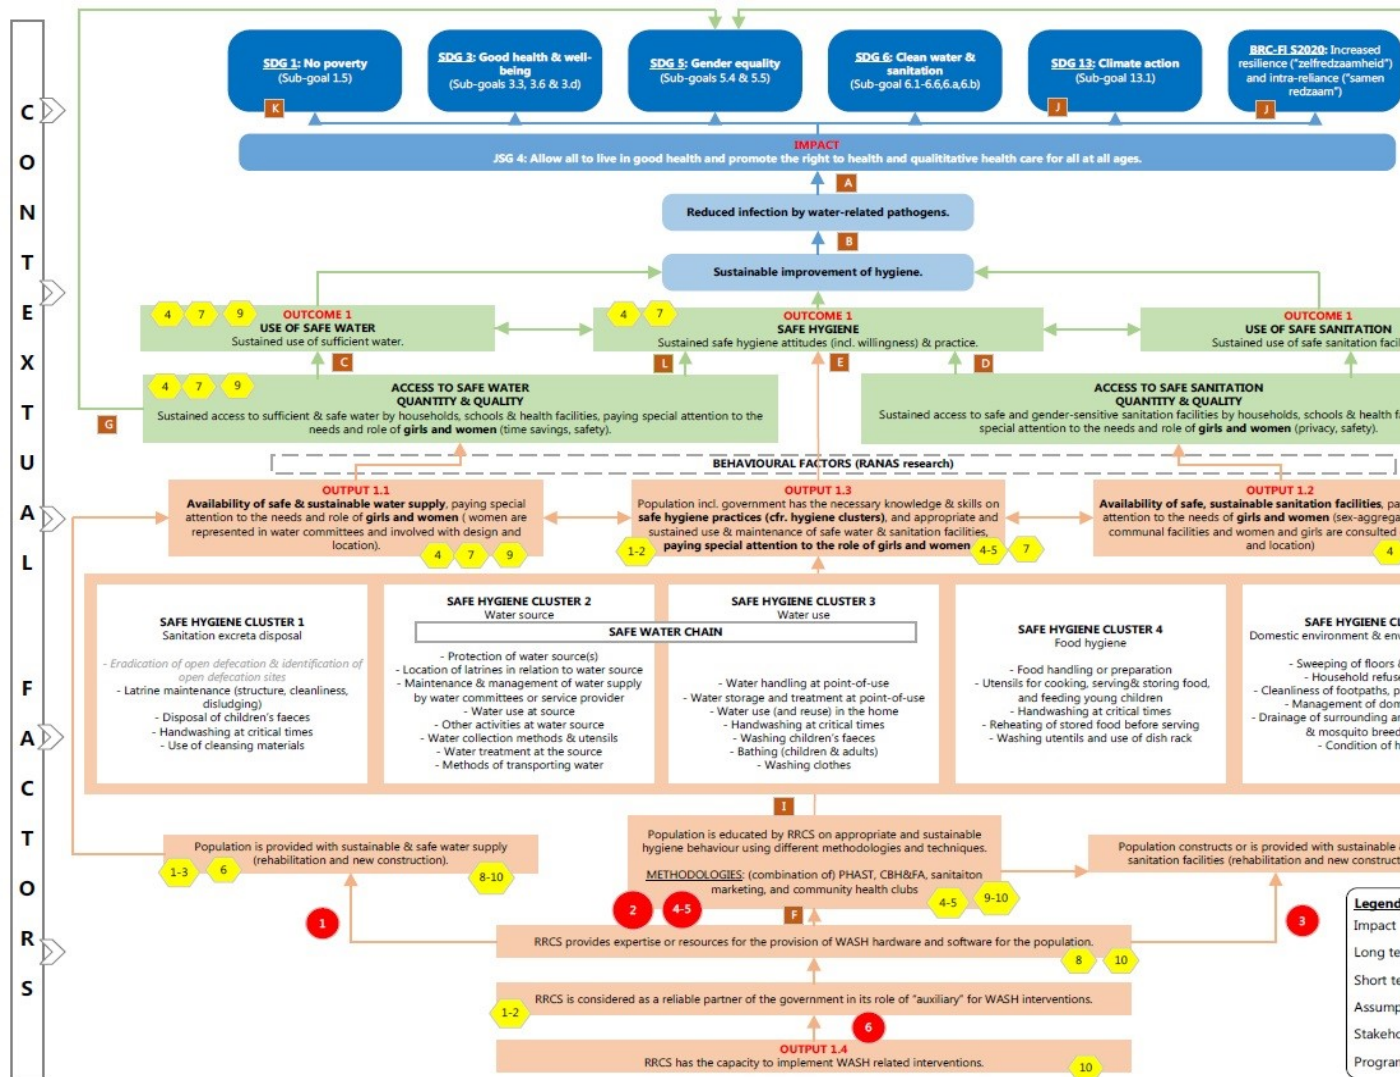 CONTEXTUAL FACTORS
SDG 1: No poverty
(Sub-goal 1.5)
K
SDG 3: Good health & well-
being
(Sub-goals 3.3, 3.6 & 3.d)
SDG 5: Gender equality
(Sub-goals 5.4 & 5.5)
SDG 6: Clean water &
sanitation
(Sub-goal 6.1-6.6,6.a,6.b)
SDG 13: Climate action
(Sub-goal 13.1)
J
BRC-Fl S2020: Increased
resilience ("zelfredzaamheid")
and intra-reliance ("samen
redzaam")
J
IMPACT
JSG 4: Allow all to live in good health and promote the right to health and qualititative health care for all at all ages.
A
Reduced infection by water-related pathogens.
B
Sustainable improvement of hygiene.
4 7 9
OUTCOME 1
USE OF SAFE WATER
Sustained use of sufficient water.
4 7
OUTCOME 1
SAFE HYGIENE
Sustained safe hygiene attitudes (incl. willingness) & practice.
OUTCOME 1
USE OF SAFE SANITATION
Sustained use of safe sanitation facil
C
L
E
D
4 7 9
ACCESS TO SAFE WATER
QUANTITY & QUALITY
Sustained access to sufficient & safe water by households, schools & health facilities, paying special attention to the
needs and role of girls and women (time savings, safety).
G
ACCESS TO SAFE SANITATION
QUANTITY & QUALITY
Sustained access to safe and gender-sensitive sanitation facilities by households, schools & health fa
special attention to the needs and role of girls and women (privacy, safety).
BEHAVIOURAL FACTORS (RANAS research)
OUTPUT 1.1
Availability of safe & sustainable water supply, paying special
attention to the needs and role of girls and women ( women are
represented in water committees and involved with design and
location).
4 7 9
OUTPUT 1.3
Population incl. government has the necessary knowledge & skills on
safe hygiene practices (cfr. hygiene clusters), and appropriate and
sustained use & maintenance of safe water & sanitation facilities,
paying special attention to the role of girls and women
1-2
4-5 7
OUTPUT 1.2
Availability of safe, sustainable sanitation facilities, pa
attention to the needs of girls and women (sex-aggrega
communal facilities and women and girls are consulted
and location)
4
SAFE HYGIENE CLUSTER 1
Sanitation excreta disposal
- Eradication of open defecation & identification of
open defecation sites
- Latrine maintenance (structure, cleanliness,
disludging)
- Disposal of children's faeces
- Handwashing at critical times
- Use of cleansing materials
SAFE HYGIENE CLUSTER 2
Water source
SAFE WATER CHAIN
- Protection of water source(s)
- Location of latrines in relation to water source
- Maintenance & management of water supply
by water committees or service provider
- Water use at source
- Other activities at water source
- Water collection methods & utensils
- Water treatment at the source
- Methods of transporting water
SAFE HYGIENE CLUSTER 3
Water use
- Water handling at point-of-use
- Water storage and treatment at point-of-use
- Water use (and reuse) in the home
- Handwashing at critical times
- Washing children's faeces
- Bathing (children & adults)
- Washing clothes
SAFE HYGIENE CLUSTER 4
Food hygiene
- Food handling or preparation
- Utensils for cooking, serving& storing food,
and feeding young children
- Handwashing at critical times
- Reheating of stored food before serving
- Washing utentils and use of dish rack
SAFE HYGIENE CL
Domestic environment & env
- Sweeping of floors &
- Household refuse
- Cleanliness of footpaths, p
- Management of dom
- Drainage of surrounding ar
& mosquito breed
- Condition of h
I
Population is provided with sustainable & safe water supply
(rehabilitation and new construction).
1-3 6
8-10
Population is educated by RRCS on appropriate and sustainable
hygiene behaviour using different methodologies and techniques.
METHODOLOGIES: (combination of) PHAST, CBH&FA, sanitaiton
marketing, and community health clubs
4-5 9-10
Population constructs or is provided with sustainable &
sanitation facilities (rehabilitation and new construct
1
2
4-5
F
3
RRCS provides expertise or resources for the provision of WASH hardware and software for the population.
8 10
RRCS is considered as a reliable partner of the government in its role of "auxiliary" for WASH interventions.
1-2
6
OUTPUT 1.4
RRCS has the capacity to implement WASH related interventions.
10
Legend
Impact
Long te
Short te
Assump
Stakeho
Program